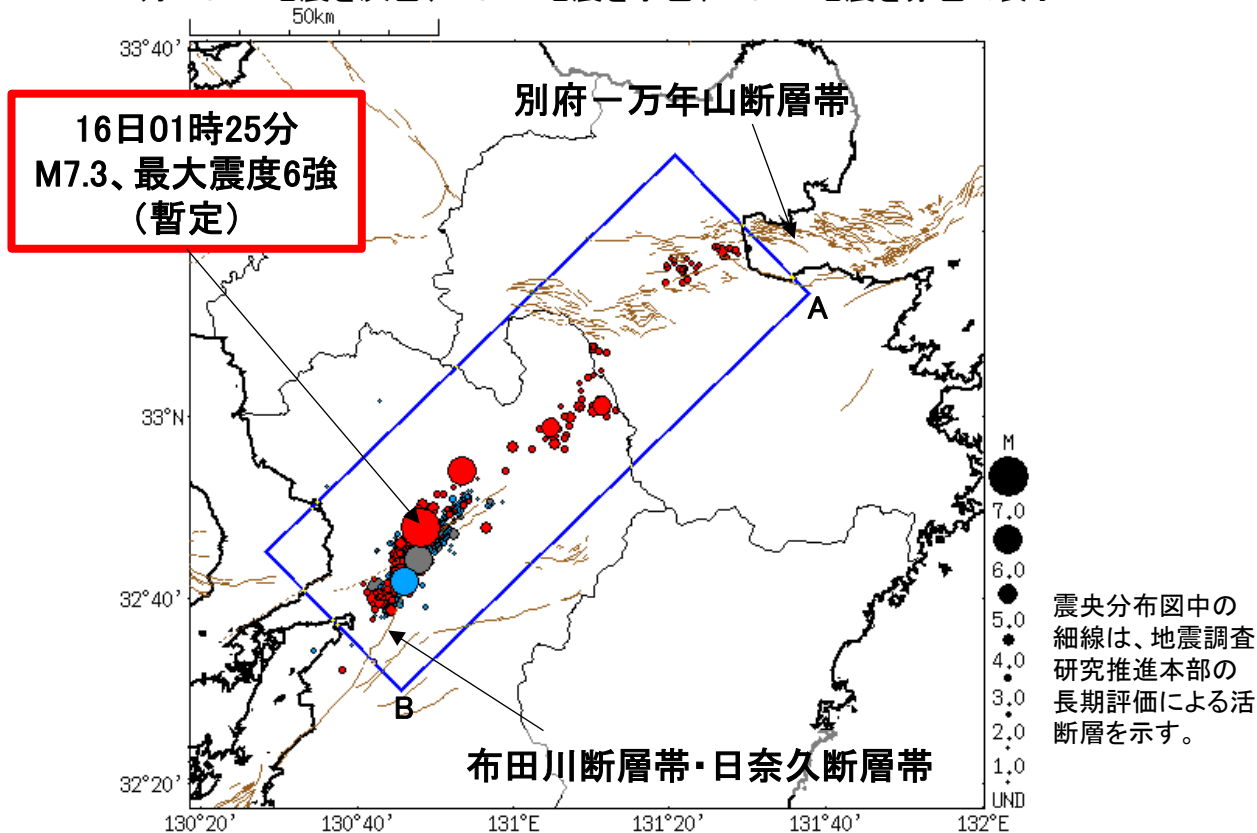 50km
33°40'
別府－万年山断層帯
16日01時25分
M7.3、最大震度6強
（暫定）
A
33°N
M
7.0
6.0
5.0
4.0
3.0
2.0
1.0
UND
32°40'
震央分布図中の
細線は、地震調査
研究推進本部の
長期評価による活
断層を示す。
B
布田川断層帯・日奈久断層帯
32°20'
130°20'
130°40'
131°E
131°20'
131°40'
132°E